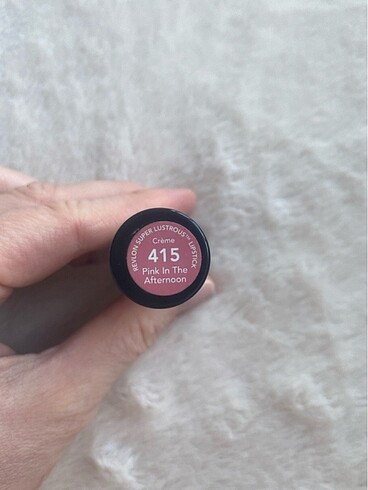 REVLON SUPER LUSTROUS™ LIPSTICK
Crème
415
Pink In The
Afternoon